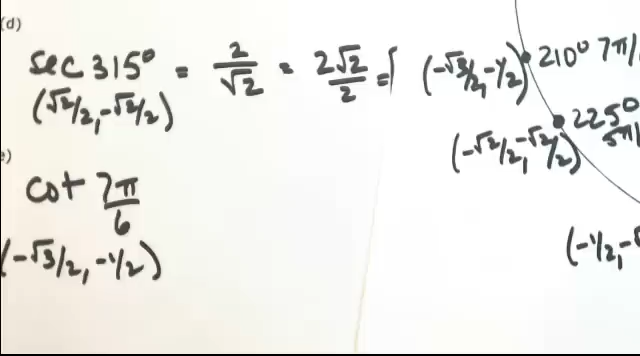 (d)
sec 315° = 2/√2 = 2√2/2 =
(√2/2, -√2/2)
e)
cot 7π/6
(-√3/2, -1/2)
(-√3/2, -1/2) 210° 7π/
225°
5π/
(-√2/2, -√2/2)
(-1/2, -